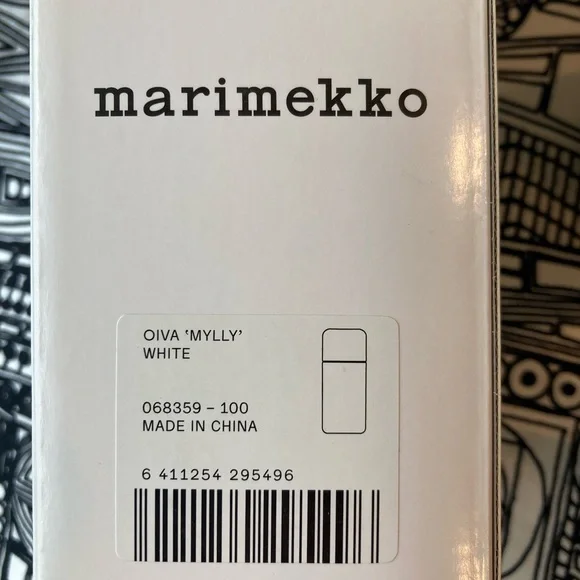 marimekko
OIVA ‘MYLLY’
WHITE
068359 – 100
MADE IN CHINA
6 411254 295496